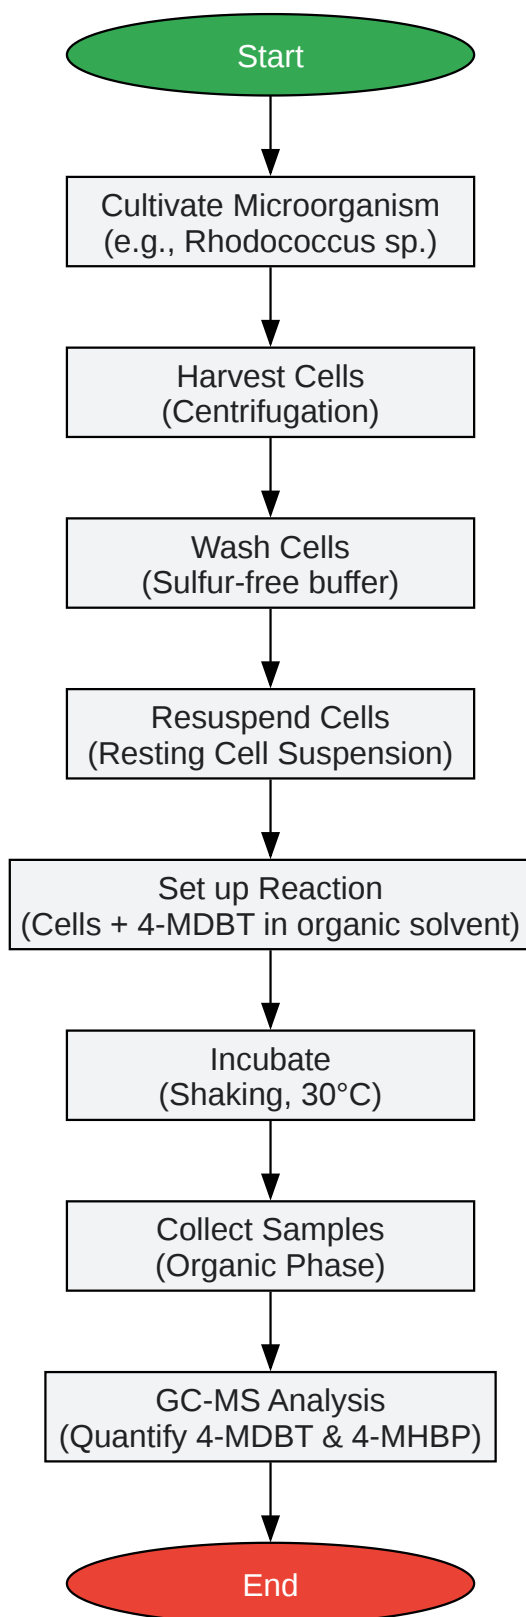 Start
Cultivate Microorganism
(e.g., Rhodococcus sp.)
Harvest Cells
(Centrifugation)
Wash Cells
(Sulfur-free buffer)
Resuspend Cells
(Resting Cell Suspension)
Set up Reaction
(Cells + 4-MDBT in organic solvent)
Incubate
(Shaking, 30°C)
Collect Samples
(Organic Phase)
GC-MS Analysis
(Quantify 4-MDBT & 4-MHBP)
End